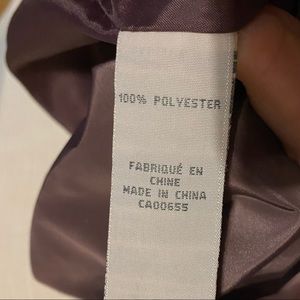 100% POLYESTER
FABRIQUÉ EN
CHINE
MADE IN CHINA
CA00655